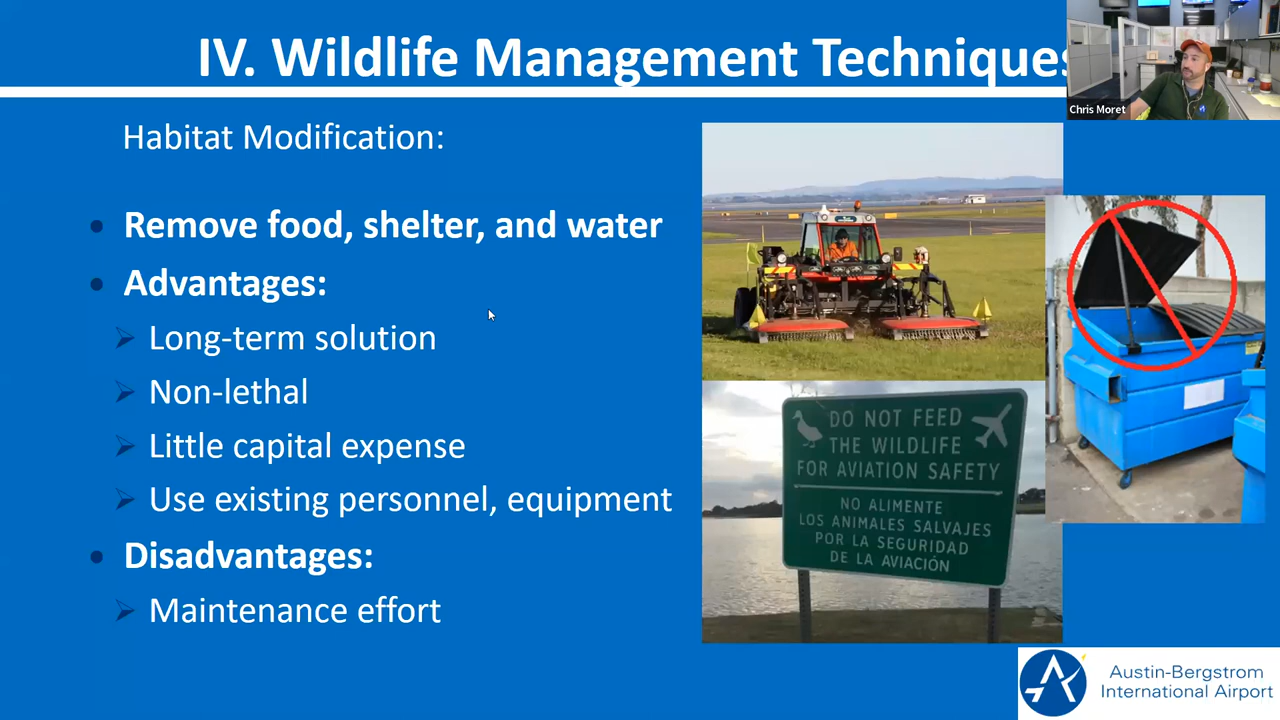 IV. Wildlife Management Techniques
Chris Moret
Habitat Modification:
Remove food, shelter, and water
Advantages:
Long-term solution
Non-lethal
Little capital expense
Use existing personnel, equipment
Disadvantages:
Maintenance effort
DO NOT FEED
THE WILDLIFE
FOR AVIATION SAFETY
NO ALIMENTE
LOS ANIMALES SALVAJES
POR LA SEGURIDAD
DE LA AVIACIÓN
Austin-Bergstrom
International Airport